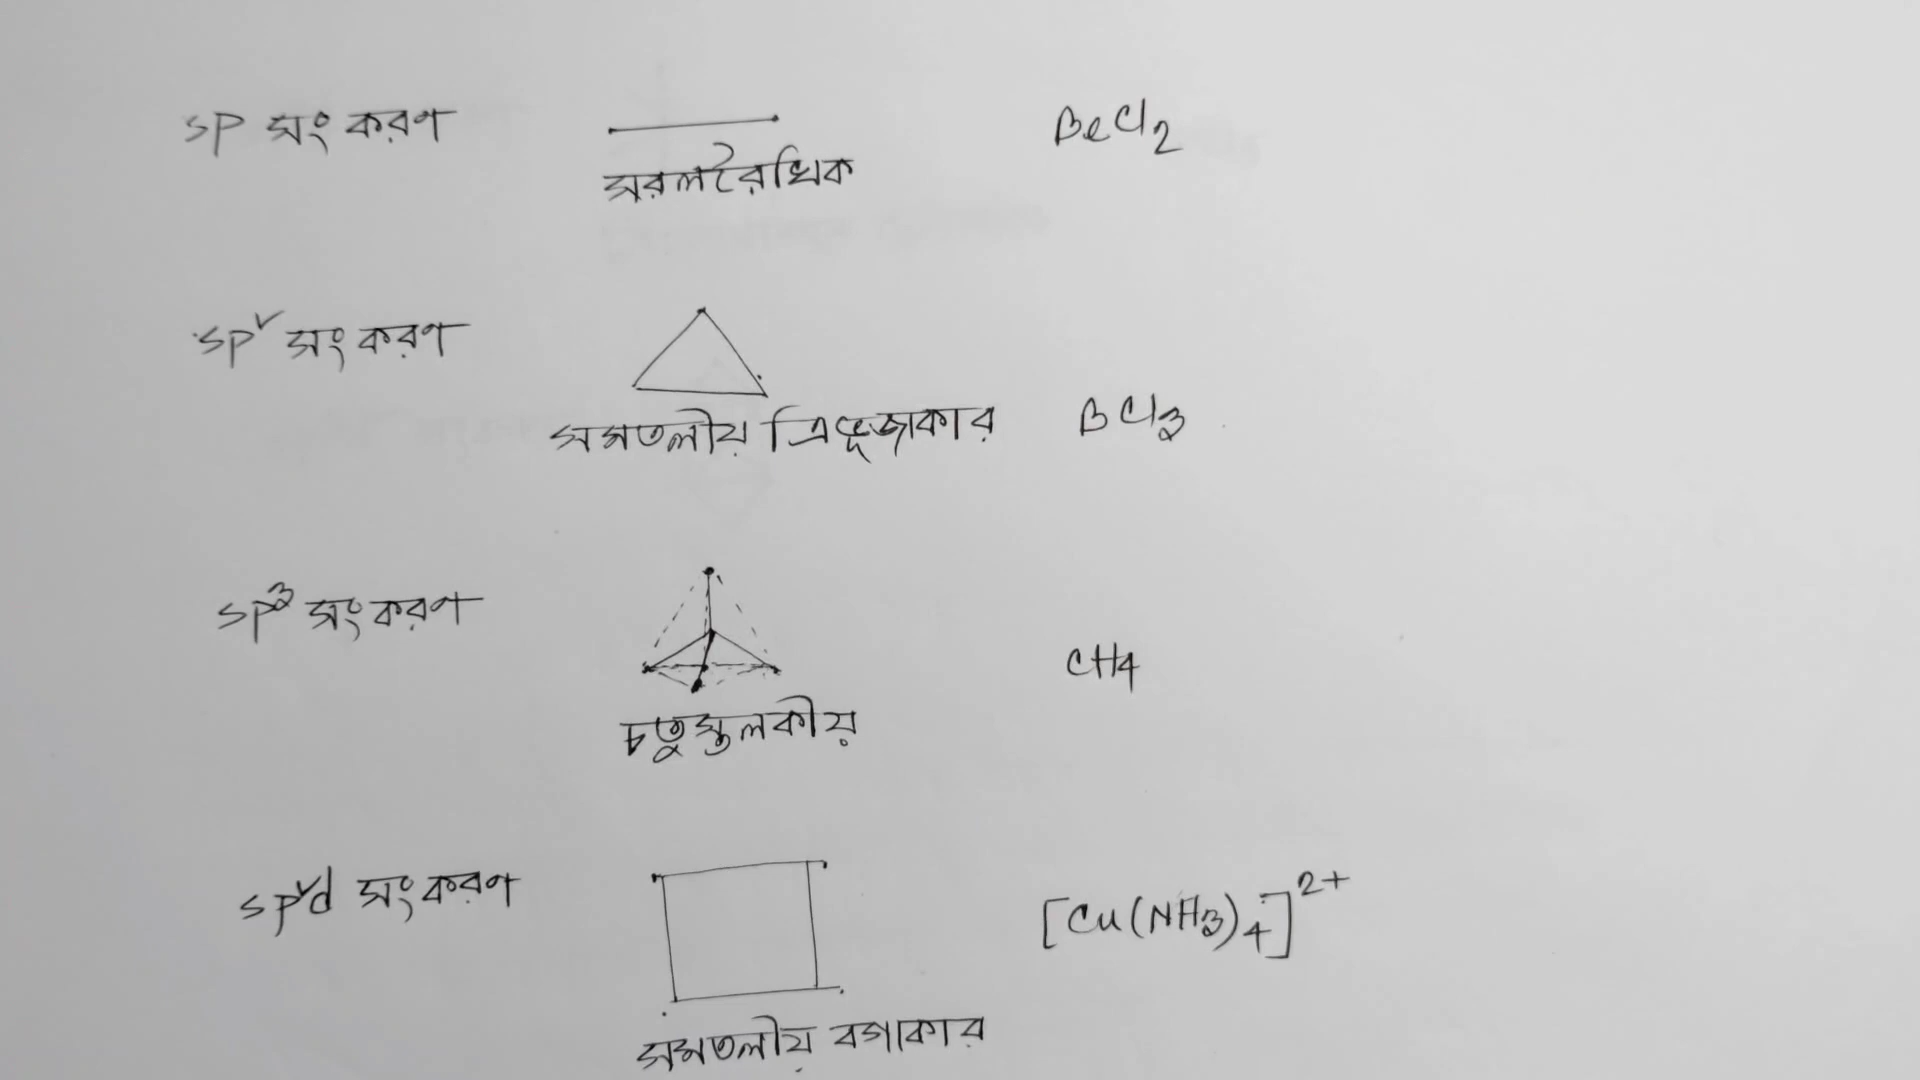 sp সংকরণ
সরলরৈখিক
BeCl2
sp² সংকরণ
সমতলীয় ত্রিভূজাকার
BCl3
sp3 সংকরণ
CH4
চতুস্তলকীয়
sp²d সংকরণ
[Cu(NH3)4]2+
সমতলীয় বর্গাকার